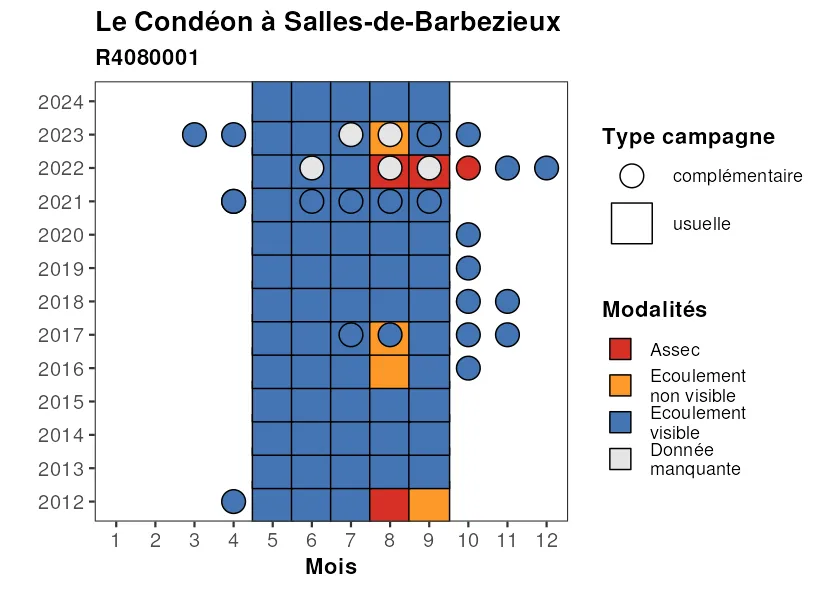 Le Condéon à Salles-de-Barbezieux
R4080001
2024
2023
2022
2021
2020
2019
2018
2017
2016
2015
2014
2013
2012
1 2 3 4 5 6 7 8 9 10 11 12
Mois
Type campagne
complémentaire
usuelle
Modalités
Assec
Ecoulement
non visible
Ecoulement
visible
Donnée
manquante